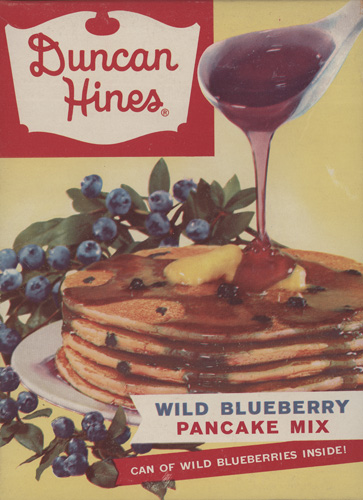 Duncan
Hines®
WILD BLUEBERRY
PANCAKE MIX
CAN OF WILD BLUEBERRIES INSIDE!